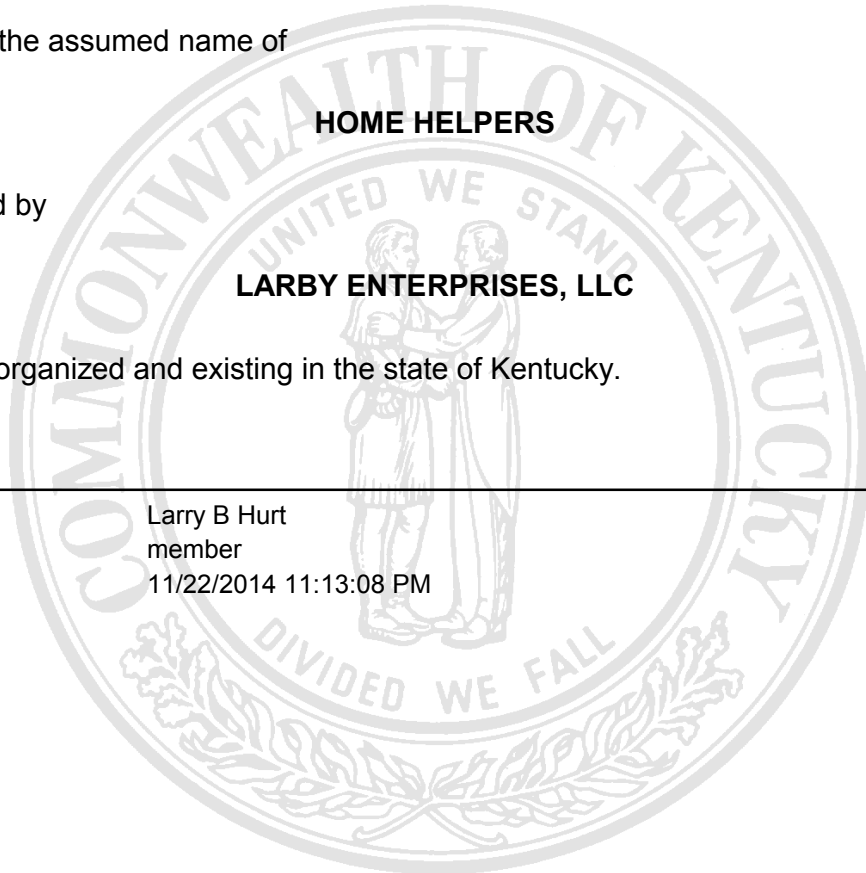 the assumed name of
HOME HELPERS
d by
LARBY ENTERPRISES, LLC
organized and existing in the state of Kentucky.
Larry B Hurt
member
11/22/2014 11:13:08 PM
COMMONWEALTH OF KENTUCKY
UNITED WE STAND
DIVIDED WE FALL